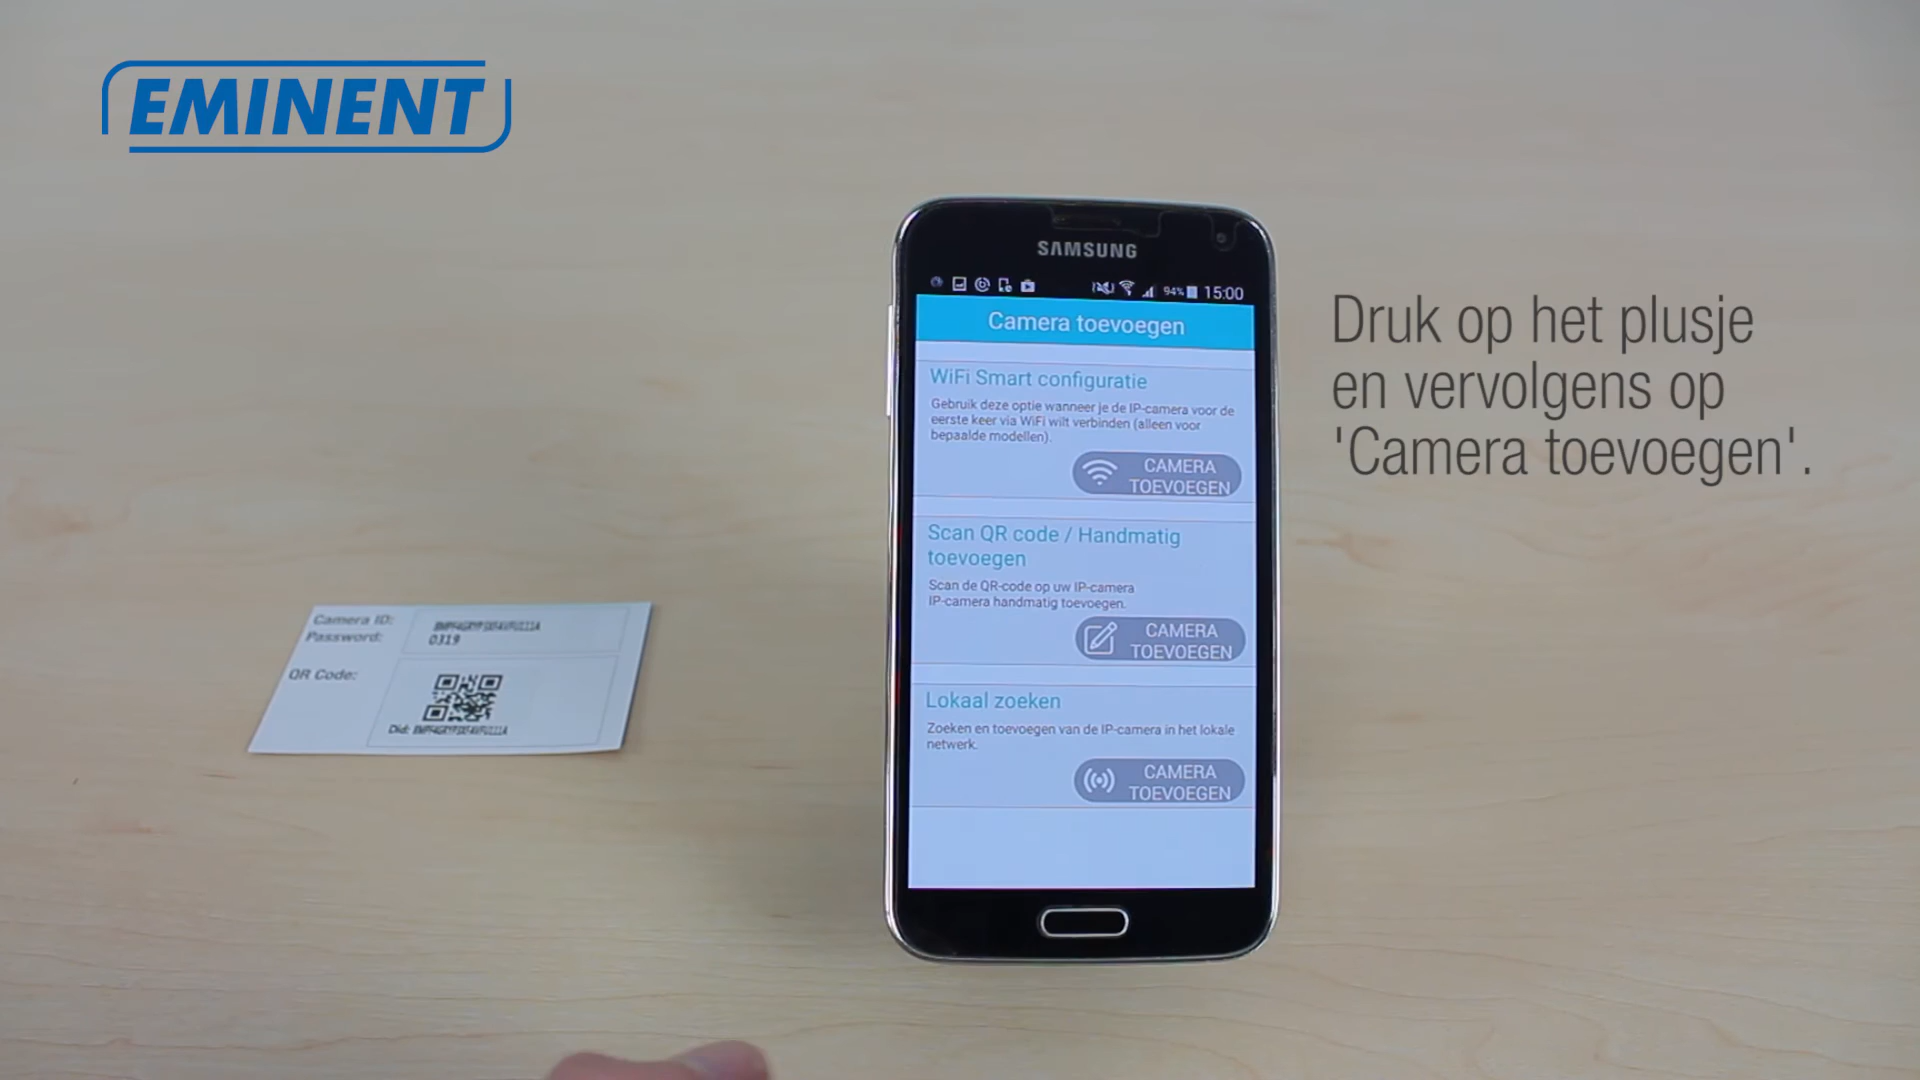 EMINENT
SAMSUNG
94% 15:00
Camera toevoegen
WiFi Smart configuratie
Gebruik deze optie wanneer je de IP-camera voor de
eerste keer via WiFi wilt verbinden (alleen voor
bepaalde modellen).
CAMERA
TOEVOEGEN
Scan QR code / Handmatig
toevoegen
Scan de QR-code op uw IP-camera
IP-camera handmatig toevoegen.
CAMERA
TOEVOEGEN
Lokaal zoeken
Zoeken en toevoegen van de IP-camera in het lokale
netwerk.
CAMERA
TOEVOEGEN
Druk op het plusje
en vervolgens op
'Camera toevoegen'.
Camera ID:
Password: 0319
QR Code:
Did: